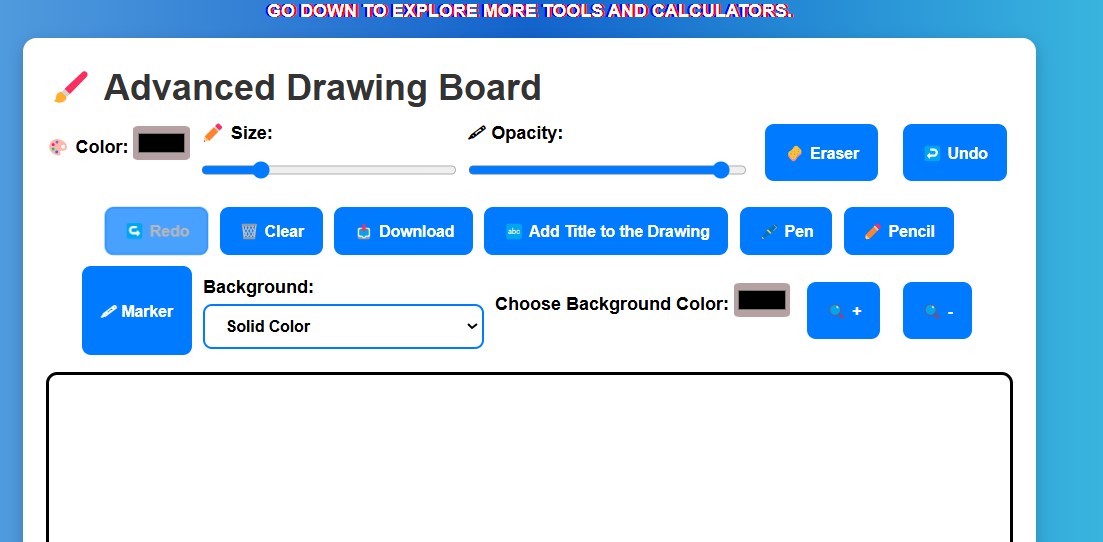 GO DOWN TO EXPLORE MORE TOOLS AND CALCULATORS.
Advanced Drawing Board
Color:
Size:
Opacity:
Eraser
Undo
Redo
Clear
Download
abc Add Title to the Drawing
Pen
Pencil
Marker
Background:
Solid Color
Choose Background Color:
+
-